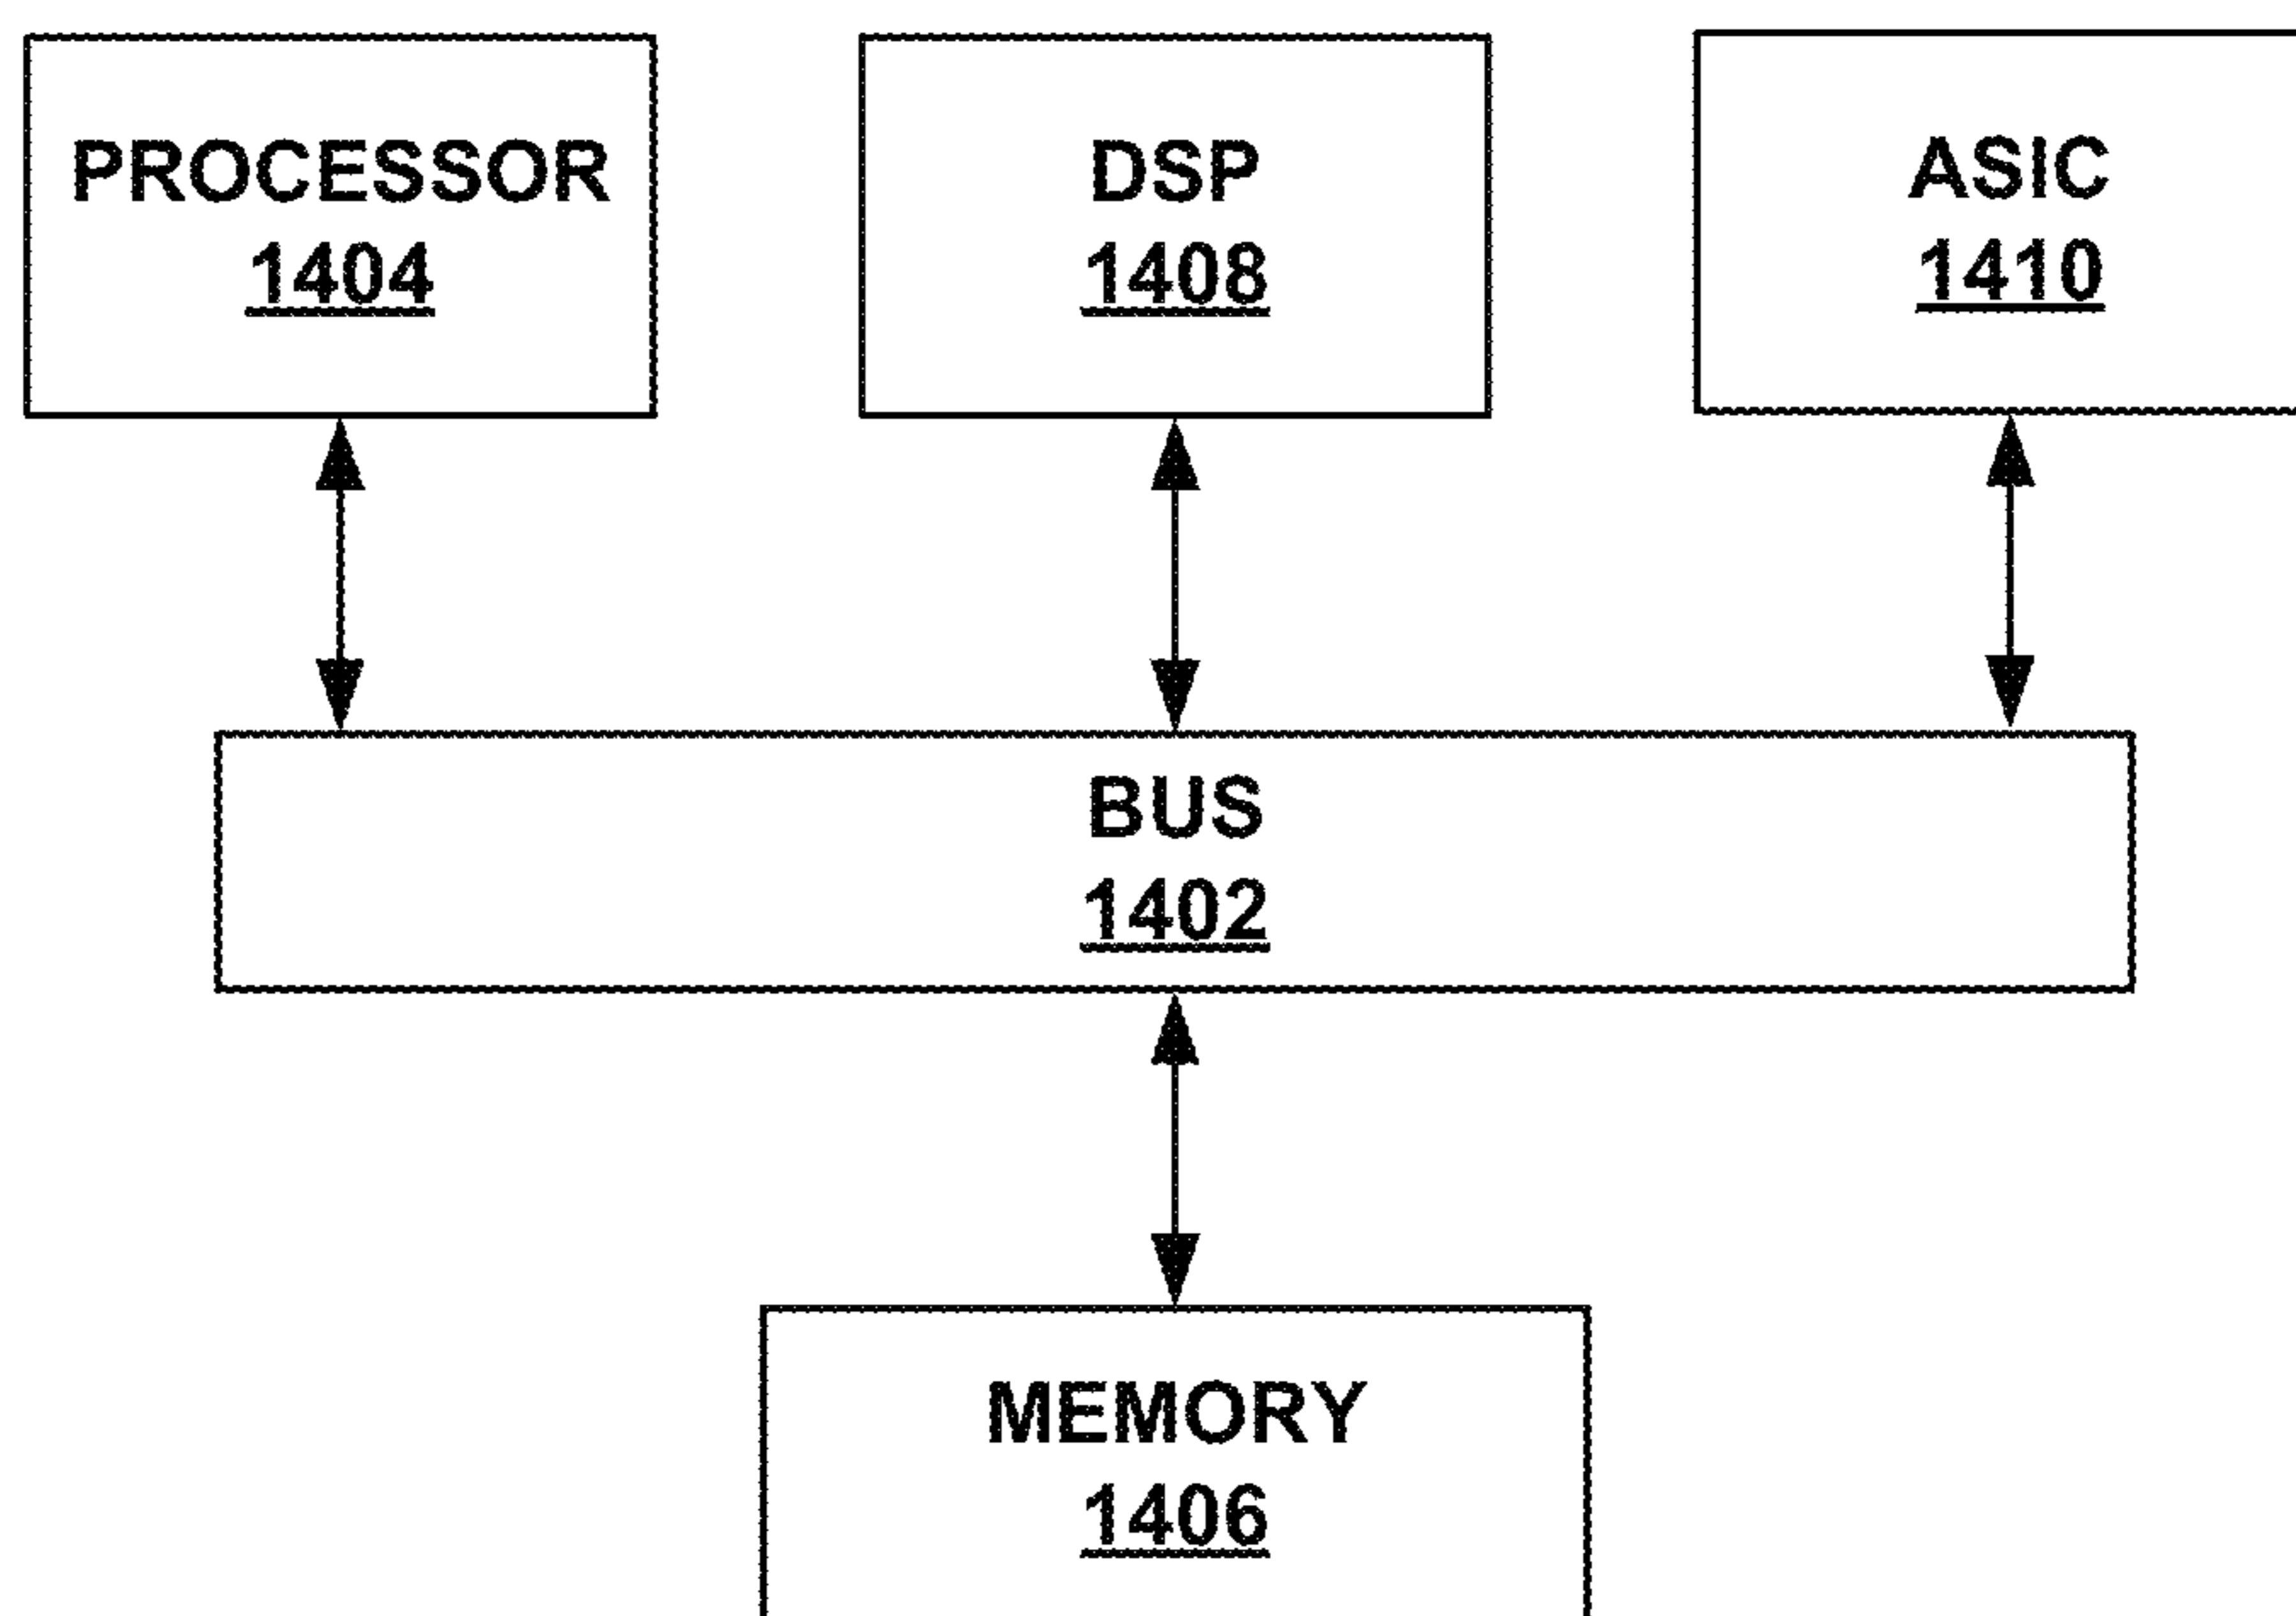 PROCESSOR
1404
DSP
1408
ASIC
1410
BUS
1402
MEMORY
1406